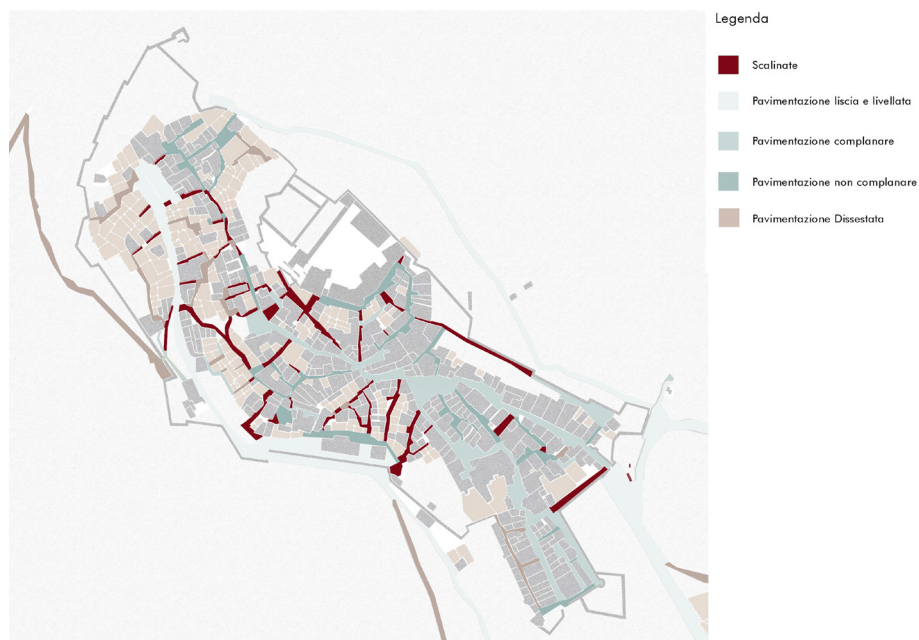 Legenda
Scalinate
Pavimentazione liscia e livellata
Pavimentazione complanare
Pavimentazione non complanare
Pavimentazione Dissestata